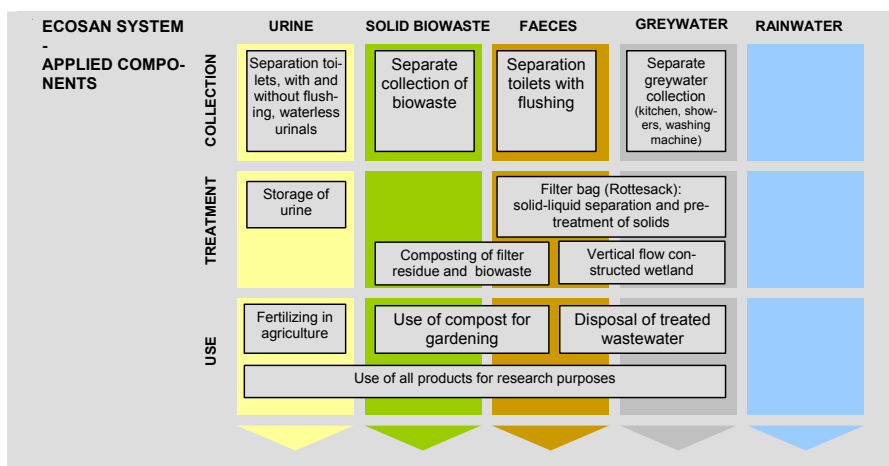 ECOSAN SYSTEM
-
APPLIED COMPO-
NENTS
URINE
SOLID BIOWASTE
FAECES
GREYWATER
RAINWATER
COLLECTION
Separation toi-
lets, with and
without flush-
ing, waterless
urinals
Separate
collection of
biowaste
Separation
toilets with
flushing
Separate
greywater
collection
(kitchen, show-
ers, washing
machine)
TREATMENT
Storage of
urine
Filter bag (Rottesack):
solid-liquid separation and pre-
treatment of solids
Composting of filter
residue and biowaste
Vertical flow con-
structed wetland
USE
Fertilizing in
agriculture
Use of compost for
gardening
Disposal of treated
wastewater
Use of all products for research purposes